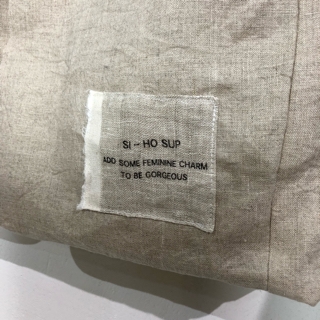 SI - HO SUP
ADD SOME FEMININE CHARM
TO BE GORGEOUS